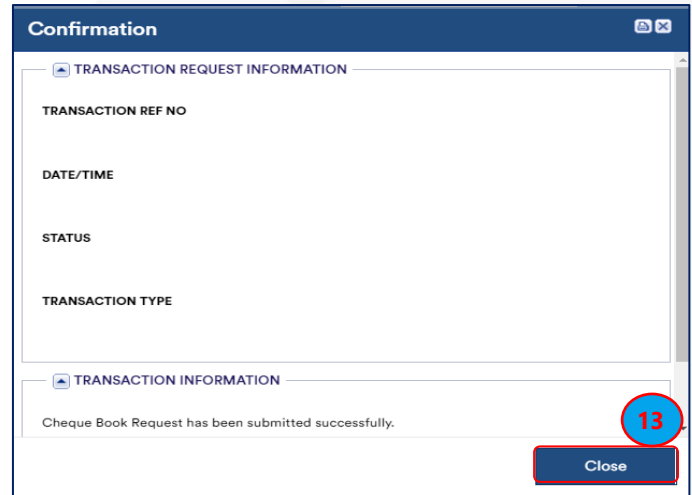 Confirmation
TRANSACTION REQUEST INFORMATION
TRANSACTION REF NO
DATE/TIME
STATUS
TRANSACTION TYPE
TRANSACTION INFORMATION
Cheque Book Request has been submitted successfully.
13
Close